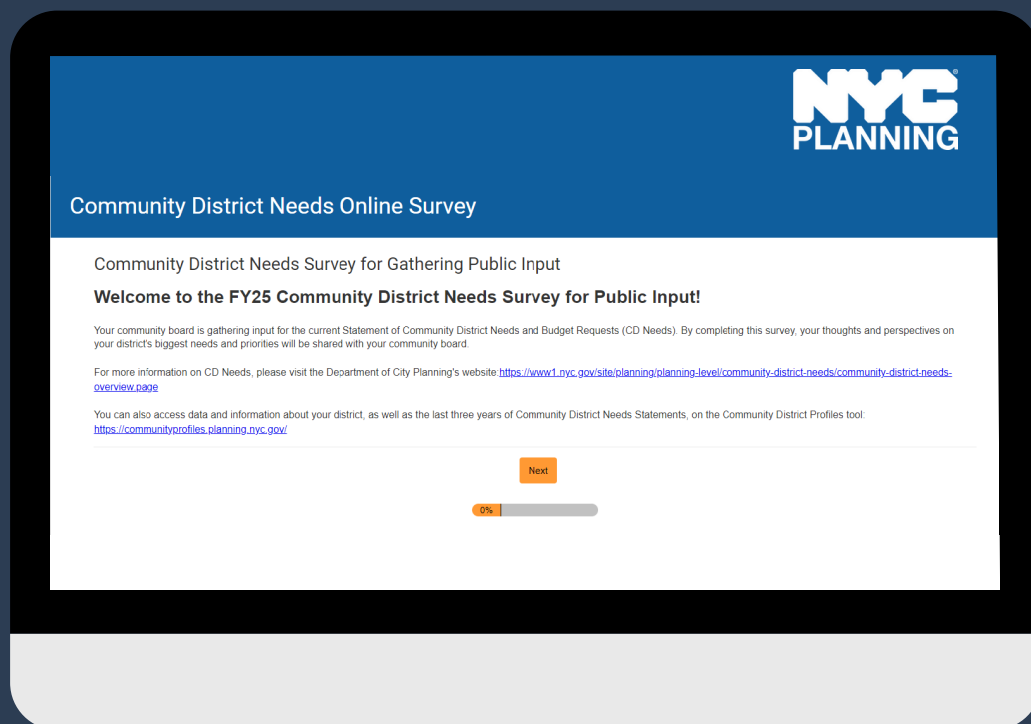 NYC®
PLANNING
Community District Needs Online Survey
Community District Needs Survey for Gathering Public Input
Welcome to the FY25 Community District Needs Survey for Public Input!
Your community board is gathering input for the current Statement of Community District Needs and Budget Requests (CD Needs). By completing this survey, your thoughts and perspectives on
your district's biggest needs and priorities will be shared with your community board.
For more information on CD Needs, please visit the Department of City Planning's website:https://www1.nyc.gov/site/planning/planning-level/community-district-needs/community-district-needs-
overview.page
You can also access data and information about your district, as well as the last three years of Community District Needs Statements, on the Community District Profiles tool:
https://communityprofiles.planning.nyc.gov/
Next
0%